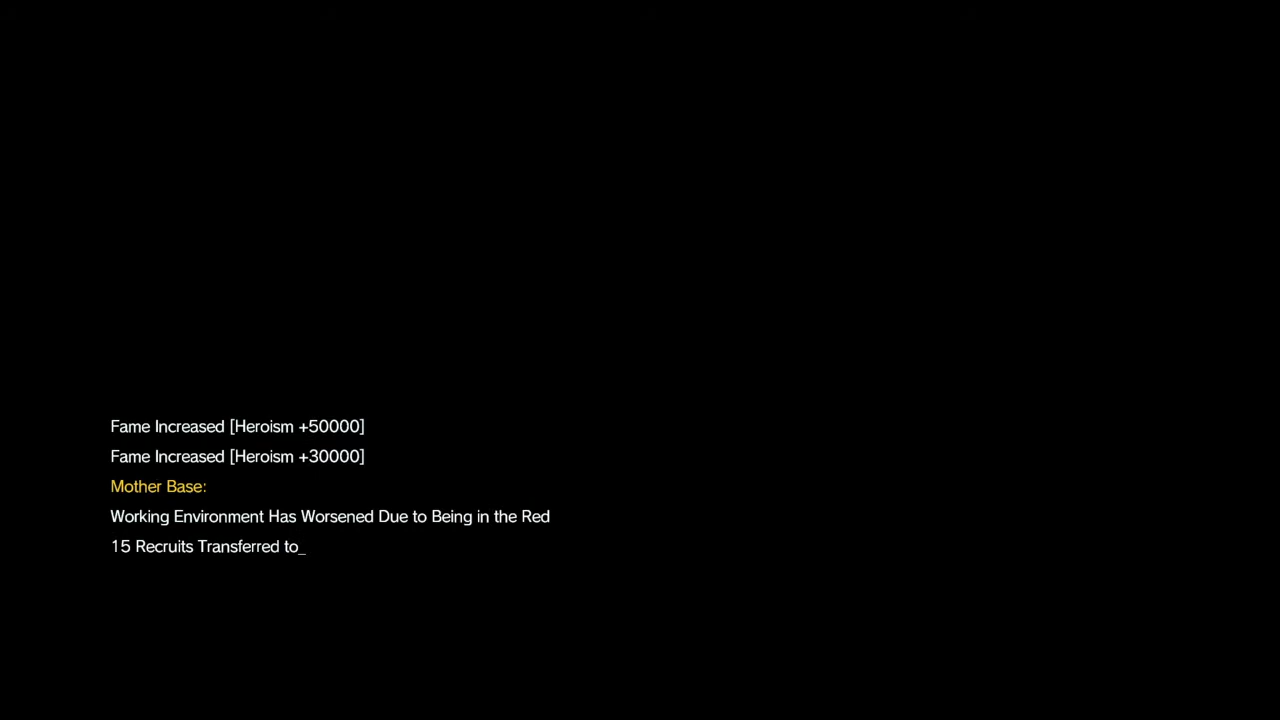 Fame Increased [Heroism +50000]
Fame Increased [Heroism +30000]
Mother Base:
Working Environment Has Worsened Due to Being in the Red
15 Recruits Transferred to_